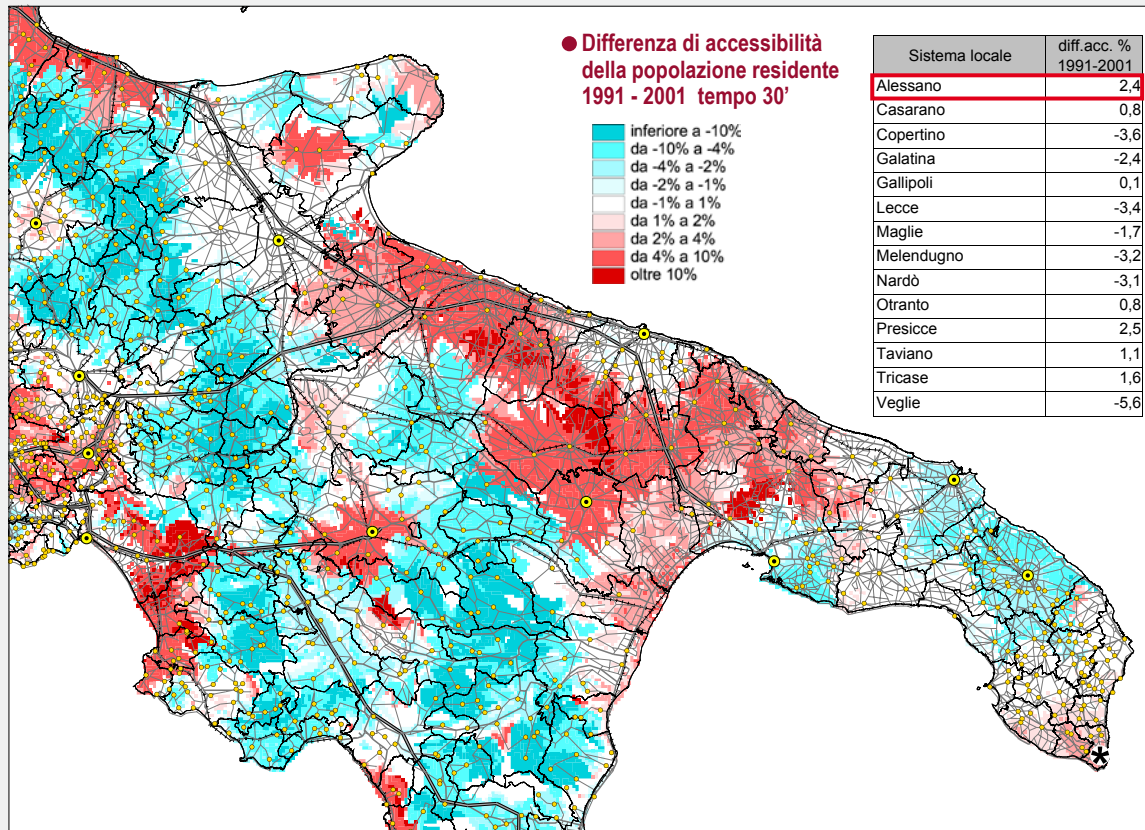 ● Differenza di accessibilità
della popolazione residente
1991 - 2001 tempo 30’
inferiore a -10%
da -10% a -4%
da -4% a -2%
da -2% a -1%
da -1% a 1%
da 1% a 2%
da 2% a 4%
da 4% a 10%
oltre 10%
Sistema locale diff.acc. % 1991-2001
Alessano 2,4
Casarano 0,8
Copertino -3,6
Galatina -2,4
Gallipoli 0,1
Lecce -3,4
Maglie -1,7
Melendugno -3,2
Nardò -3,1
Otranto 0,8
Presicce 2,5
Taviano 1,1
Tricase 1,6
Veglie -5,6
*